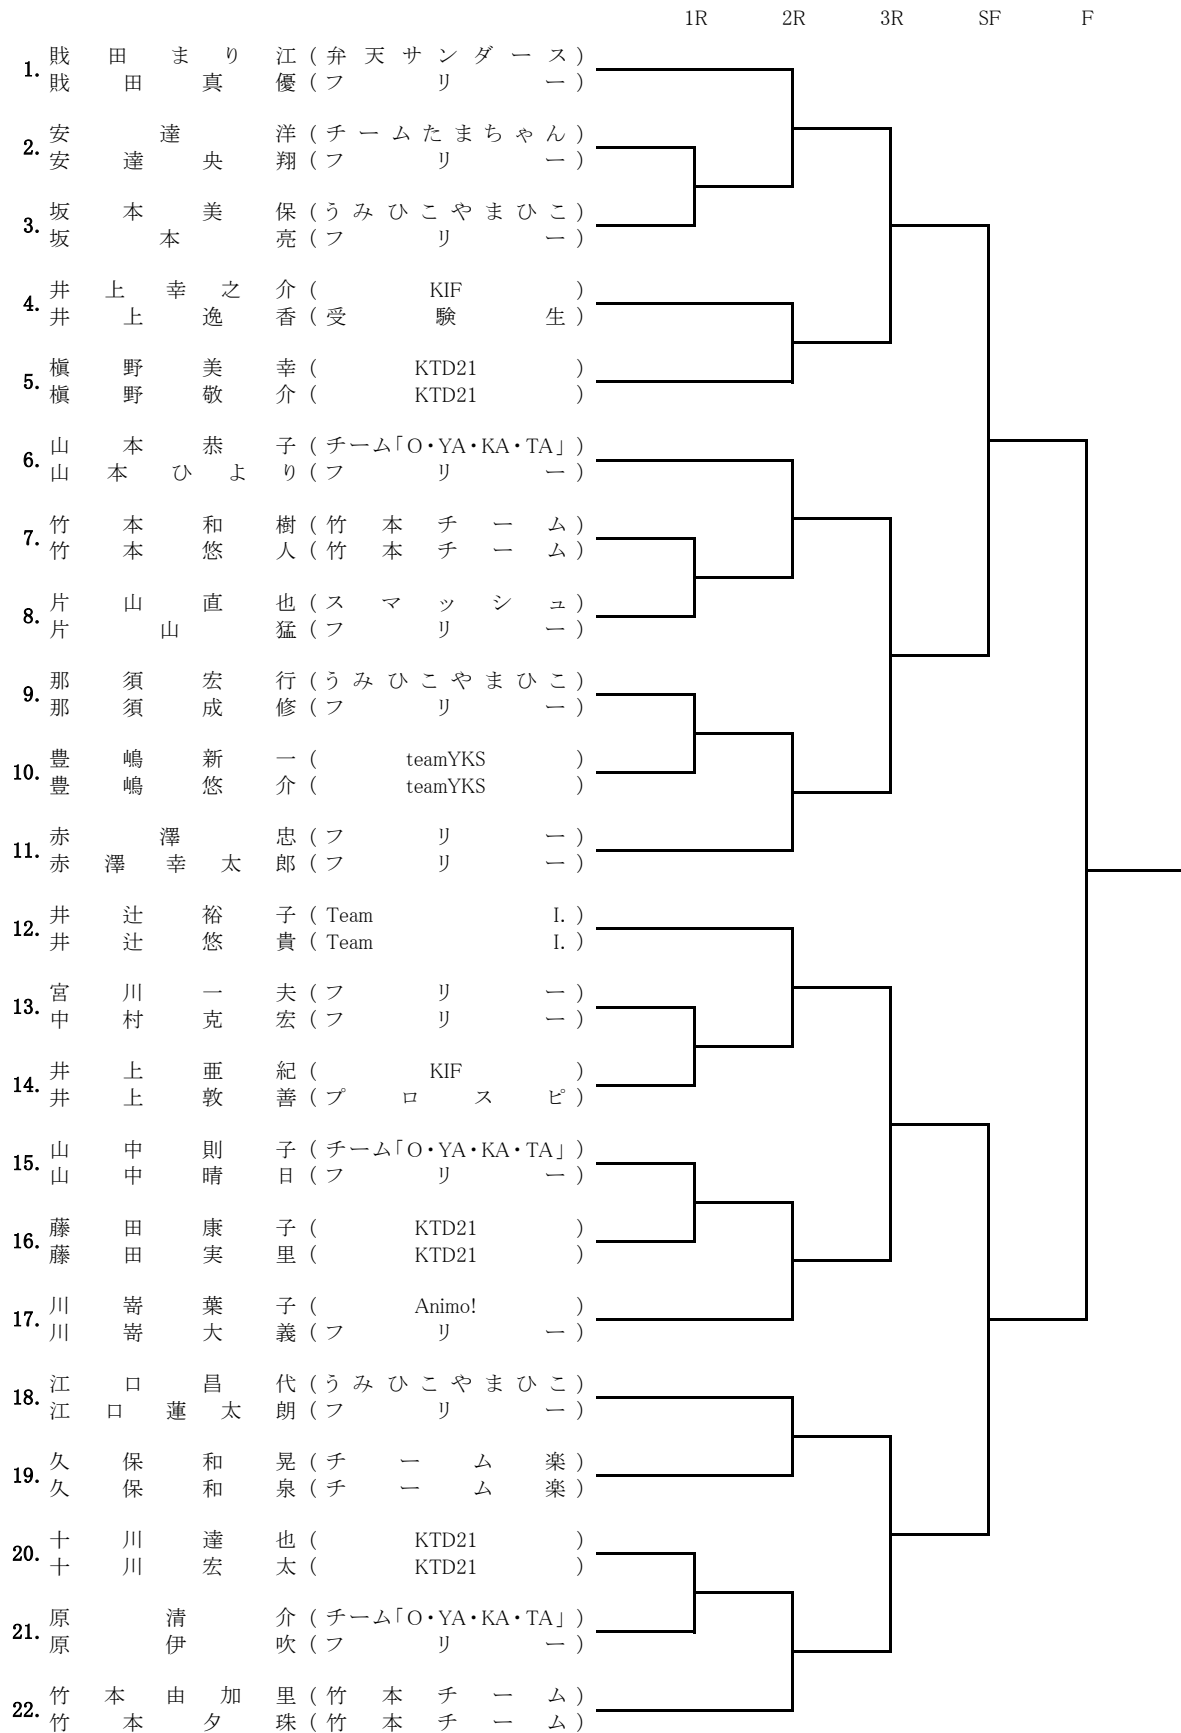 1R 2R 3R SF F
1. 戝田まり江(弁天サンダース)
戝田真優(フリー)
2. 安達洋(チームたまちゃん)
安達央翔(フリー)
3. 坂本美保(うみひこやまひこ)
坂本亮(フリー)
4. 井上幸之介(KIF)
井上逸香(受験生)
5. 槇野美幸(KTD21)
槇野敬介(KTD21)
6. 山本恭子(チーム「O・YA・KA・TA」)
山本ひより(フリー)
7. 竹本和樹(竹本チーム)
竹本悠人(竹本チーム)
8. 片山直也(スマッシュ)
片山猛(フリー)
9. 那須宏行(うみひこやまひこ)
那須成修(フリー)
10. 豊嶋新一(teamYKS)
豊嶋悠介(teamYKS)
11. 赤澤忠(フリー)
赤澤幸太郎(フリー)
12. 井辻裕子(Team I.)
井辻悠貴(Team I.)
13. 宮川一夫(フリー)
中村克宏(フリー)
14. 井上亜紀(KIF)
井上敦善(プロスピ)
15. 山中則子(チーム「O・YA・KA・TA」)
山中晴日(フリー)
16. 藤田康子(KTD21)
藤田実里(KTD21)
17. 川嵜葉子(Animo!)
川嵜大義(フリー)
18. 江口昌代(うみひこやまひこ)
江口蓮太朗(フリー)
19. 久保和晃(チーム楽)
久保和泉(チーム楽)
20. 十川達也(KTD21)
十川宏太(KTD21)
21. 原清介(チーム「O・YA・KA・TA」)
原伊吹(フリー)
22. 竹本由加里(竹本チーム)
竹本夕珠(竹本チーム)